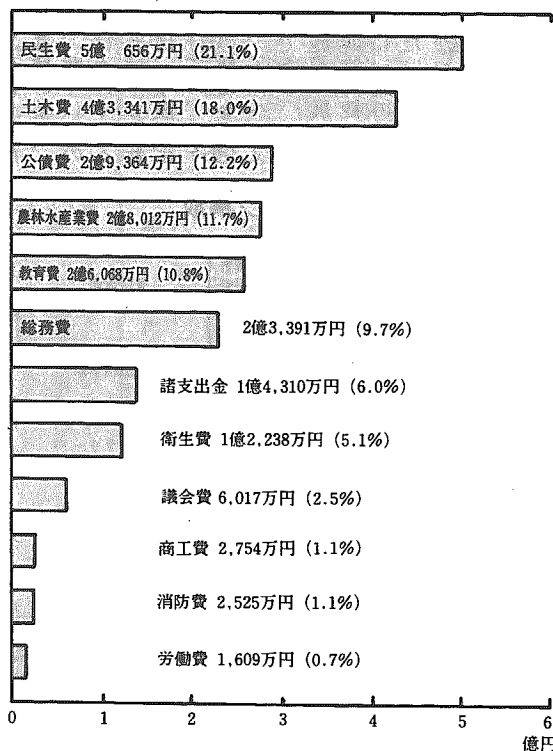 民生費 5億 656万円 (21.1%)
土木費 4億3,341万円 (18.0%)
公債費 2億9,364万円 (12.2%)
農林水産業費 2億8,012万円 (11.7%)
教育費 2億6,068万円 (10.8%)
総務費 2億3,391万円 (9.7%)
諸支出金 1億4,310万円 (6.0%)
衛生費 1億2,238万円 (5.1%)
議会費 6,017万円 (2.5%)
商工費 2,754万円 (1.1%)
消防費 2,525万円 (1.1%)
労働費 1,609万円 (0.7%)
0 1 2 3 4 5 6
億円